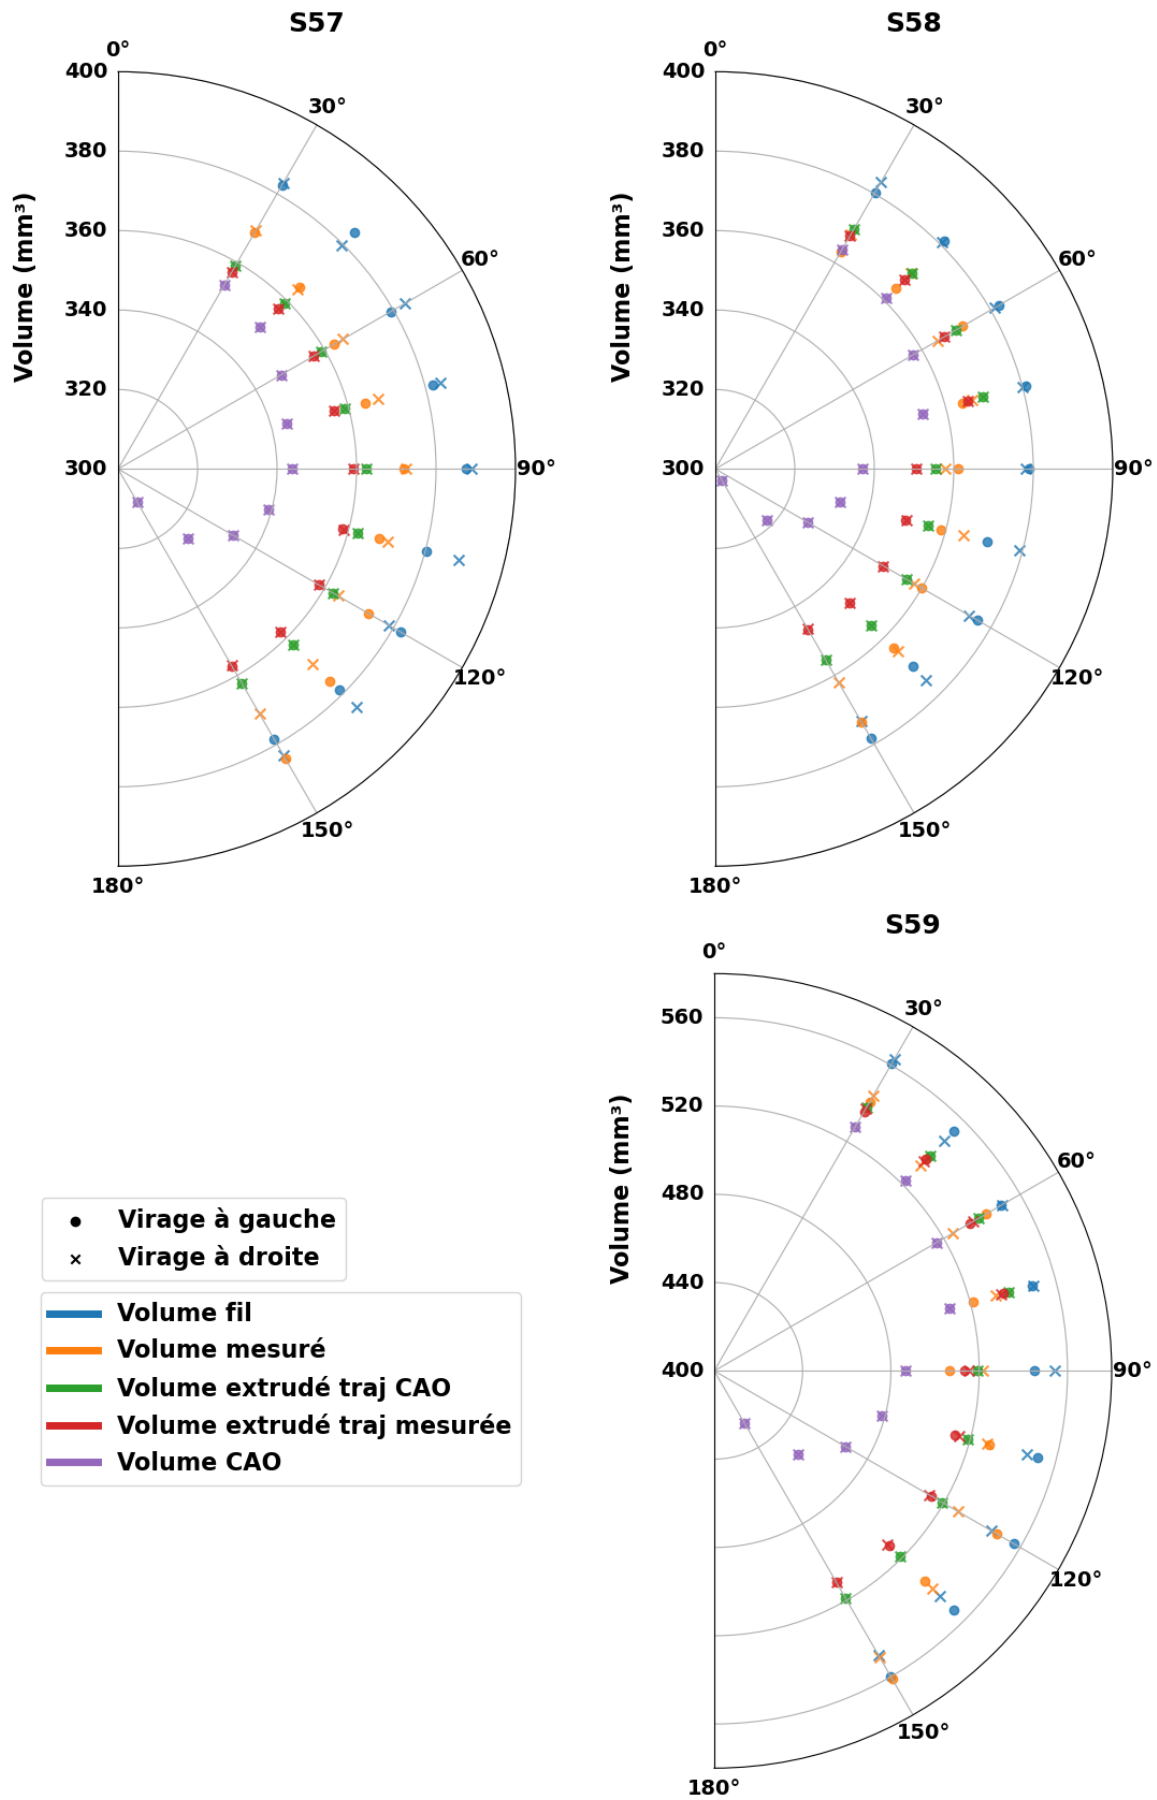 S57
0°
30°
60°
90°
120°
150°
180°
400
380
360
340
320
300
Volume (mm³)
S58
0°
30°
60°
90°
120°
150°
180°
400
380
360
340
320
300
Volume (mm³)
S59
0°
30°
60°
90°
120°
150°
180°
560
520
480
440
400
Volume (mm³)
Virage à gauche
Virage à droite
Volume fil
Volume mesuré
Volume extrudé traj CAO
Volume extrudé traj mesurée
Volume CAO